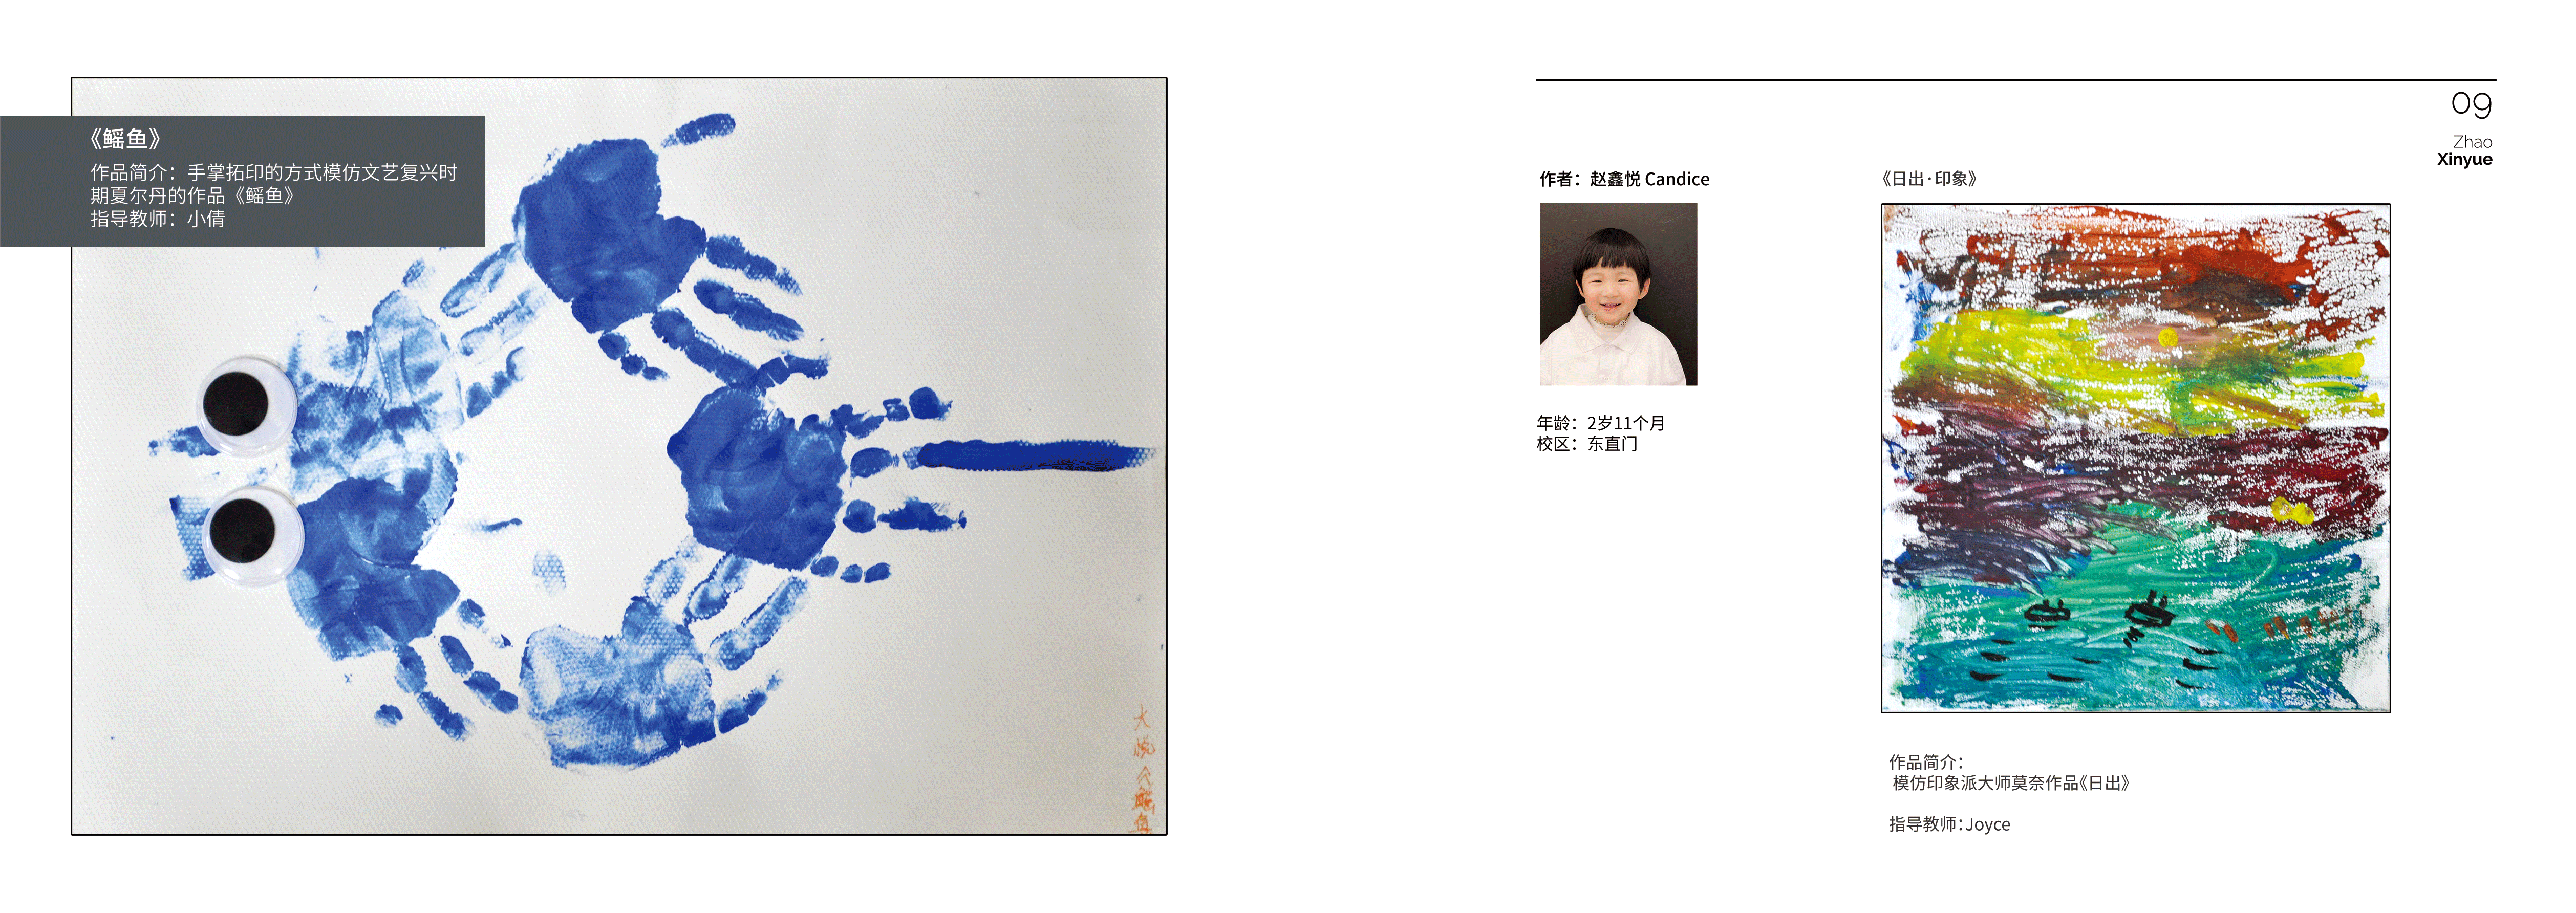 《鳐鱼》
作品简介：手掌拓印的方式模仿文艺复兴时
期夏尔丹的作品《鳐鱼》
指导教师：小倩
大
悦
《
鳐
鱼
09
Zhao
Xinyue
作者：赵鑫悦 Candice
年龄：2岁11个月
校区：东直门
《日出·印象》
作品简介：
模仿印象派大师莫奈作品《日出》
指导教师：Joyce